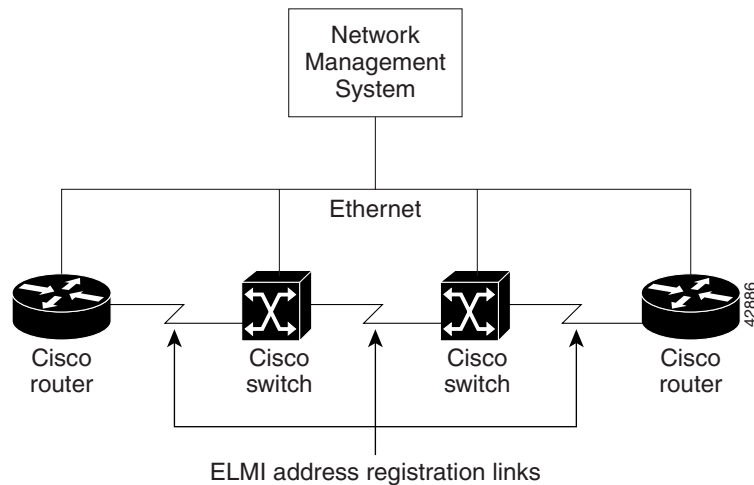 Network
Management
System
Ethernet
Cisco
router
Cisco
switch
Cisco
switch
Cisco
router
42886
ELMI address registration links